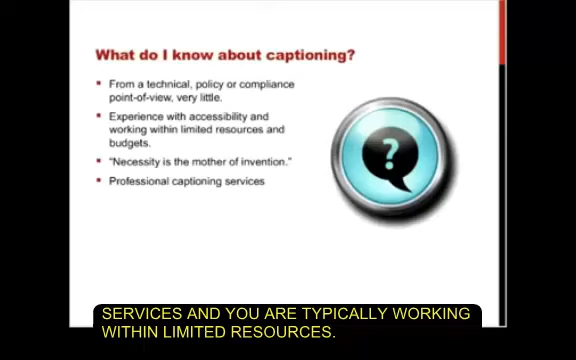 What do I know about captioning?
From a technical, policy or compliance
point-of-view, very little.
Experience with accessibility and
working within limited resources and
budgets.
"Necessity is the mother of invention."
Professional captioning services
?
SERVICES AND YOU ARE TYPICALLY WORKING
WITHIN LIMITED RESOURCES.